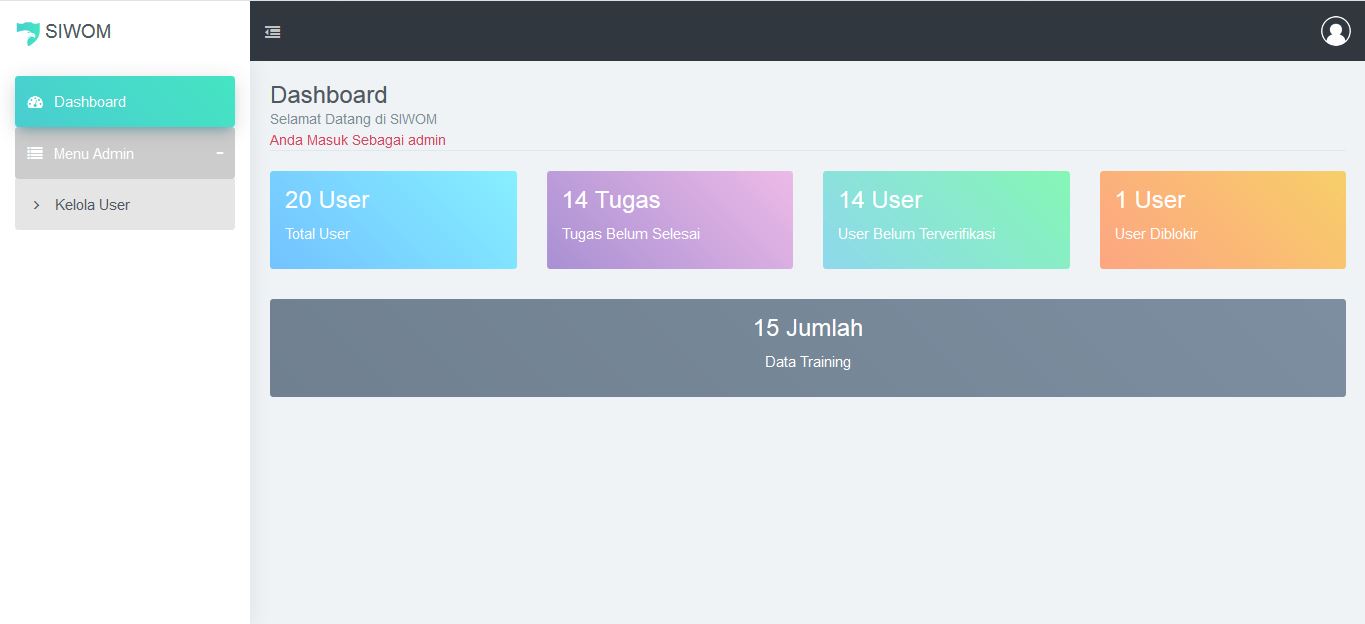 SIWOM
Dashboard
Menu Admin
Kelola User
Dashboard
Selamat Datang di SIWOM
Anda Masuk Sebagai admin
20 User
Total User
14 Tugas
Tugas Belum Selesai
14 User
User Belum Terverifikasi
1 User
User Diblokir
15 Jumlah
Data Training